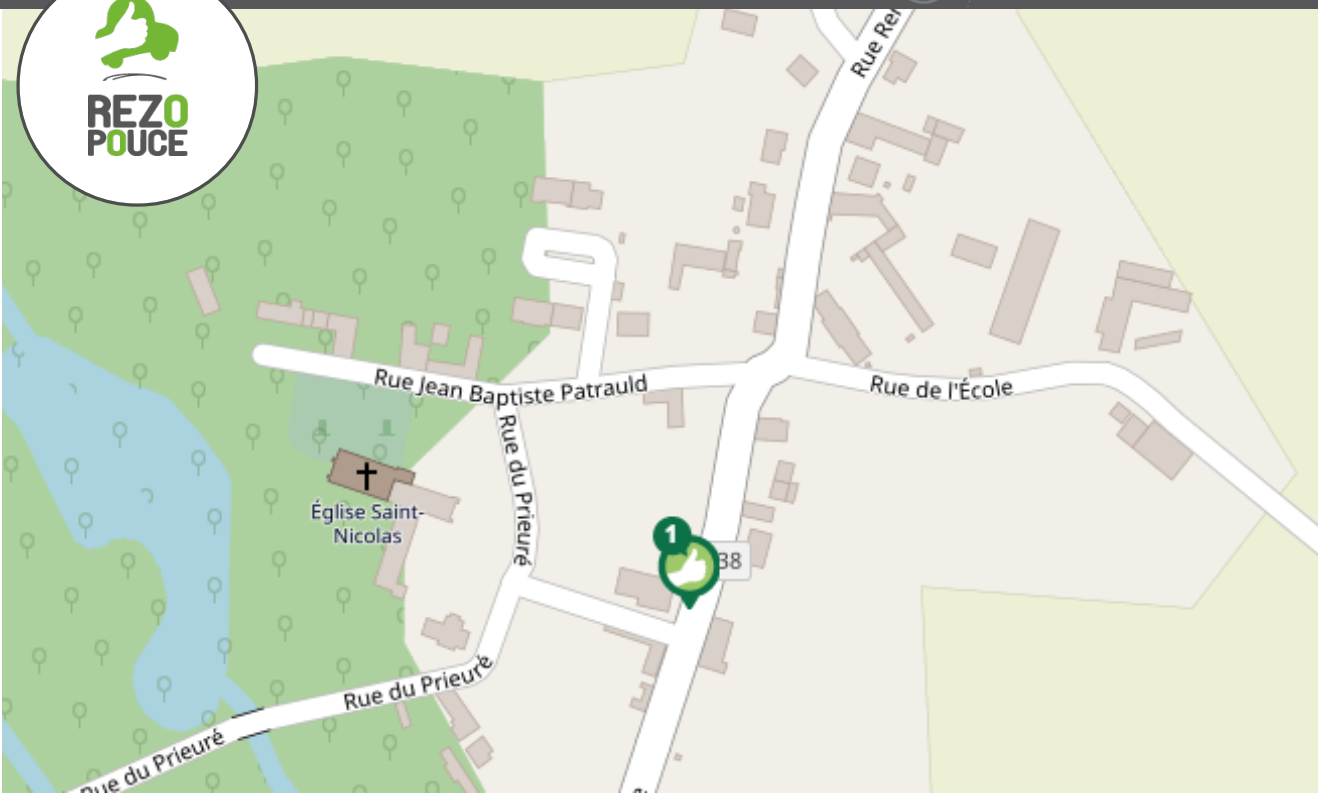 REZO
POUCE
Rue Jean Baptiste Patrauld
Rue de l'École
Rue du Prieuré
Église Saint-
Nicolas
1
38
Rue du Prieuré
Rue du Prieuré